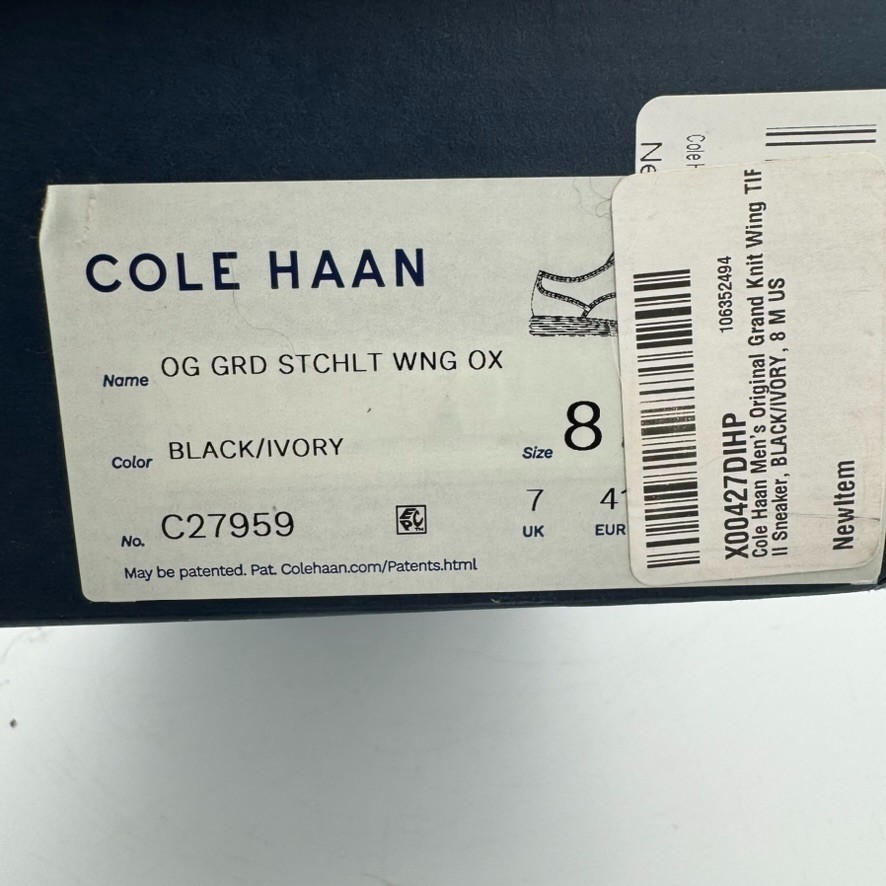 COLE HAAN
Name OG GRD STCHLT WNG OX
Color BLACK/IVORY
Size 8
No. C27959
7
UK
EUR
May be patented. Pat. Colehaan.com/Patents.html
106352494
X00427DIHP
Cole Haan Men's Original Grand Knit Wing TIF
II Sneaker, BLACK/IVORY, 8 M US
NewItem